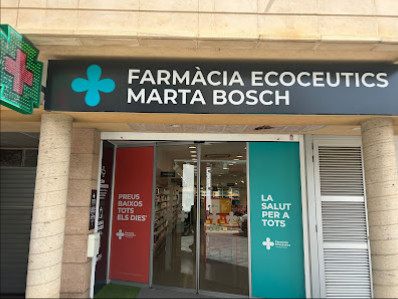 FARMÀCIA ECOCEUTICS
MARTA BOSCH
PREUS
BAIXOS
TOTS
ELS DIES*
LA
SALUT
PER A
TOTS